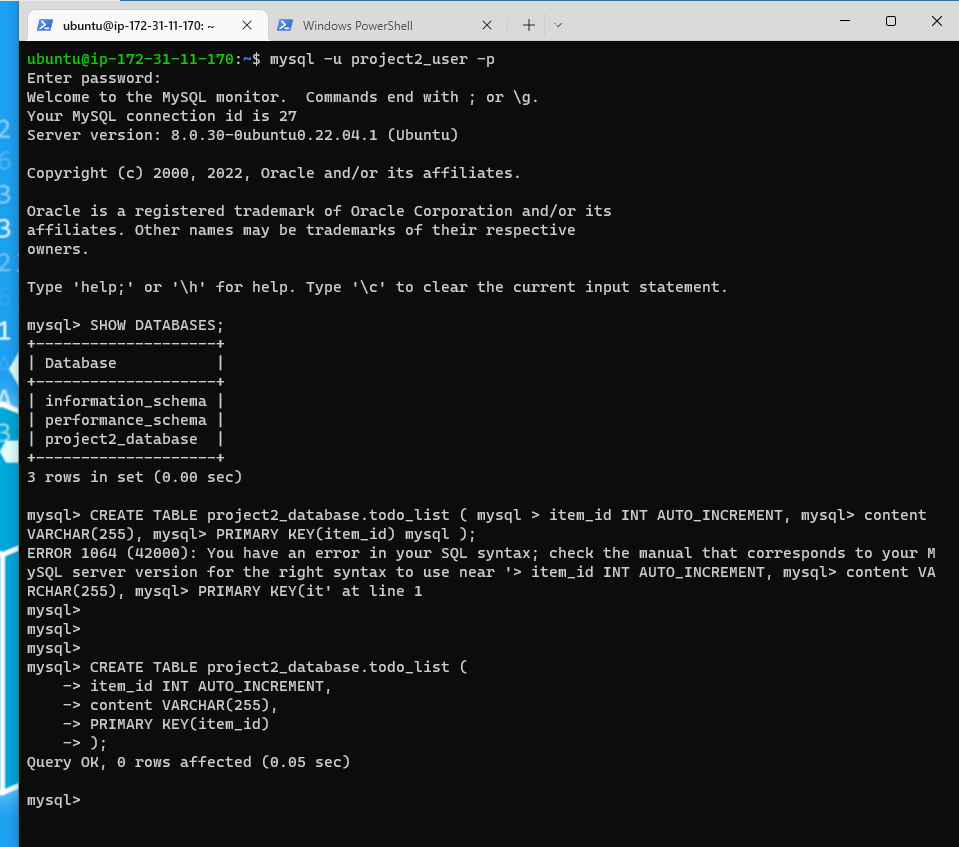 ubuntu@ip-172-31-11-170: ~
Windows PowerShell
ubuntu@ip-172-31-11-170:~$ mysql -u project2_user -p
Enter password:
Welcome to the MySQL monitor.  Commands end with ; or \g.
Your MySQL connection id is 27
Server version: 8.0.30-0ubuntu0.22.04.1 (Ubuntu)
Copyright (c) 2000, 2022, Oracle and/or its affiliates.
Oracle is a registered trademark of Oracle Corporation and/or its
affiliates. Other names may be trademarks of their respective
owners.
Type 'help;' or '\h' for help. Type '\c' to clear the current input statement.
mysql> SHOW DATABASES;
+--------------------+
| Database           |
+--------------------+
| information_schema |
| performance_schema |
| project2_database  |
+--------------------+
3 rows in set (0.00 sec)
mysql> CREATE TABLE project2_database.todo_list ( mysql > item_id INT AUTO_INCREMENT, mysql> content
VARCHAR(255), mysql> PRIMARY KEY(item_id) mysql );
ERROR 1064 (42000): You have an error in your SQL syntax; check the manual that corresponds to your M
ySQL server version for the right syntax to use near '> item_id INT AUTO_INCREMENT, mysql> content VA
RCHAR(255), mysql> PRIMARY KEY(it' at line 1
mysql>
mysql>
mysql>
mysql> CREATE TABLE project2_database.todo_list (
    -> item_id INT AUTO_INCREMENT,
    -> content VARCHAR(255),
    -> PRIMARY KEY(item_id)
    -> );
Query OK, 0 rows affected (0.05 sec)
mysql>